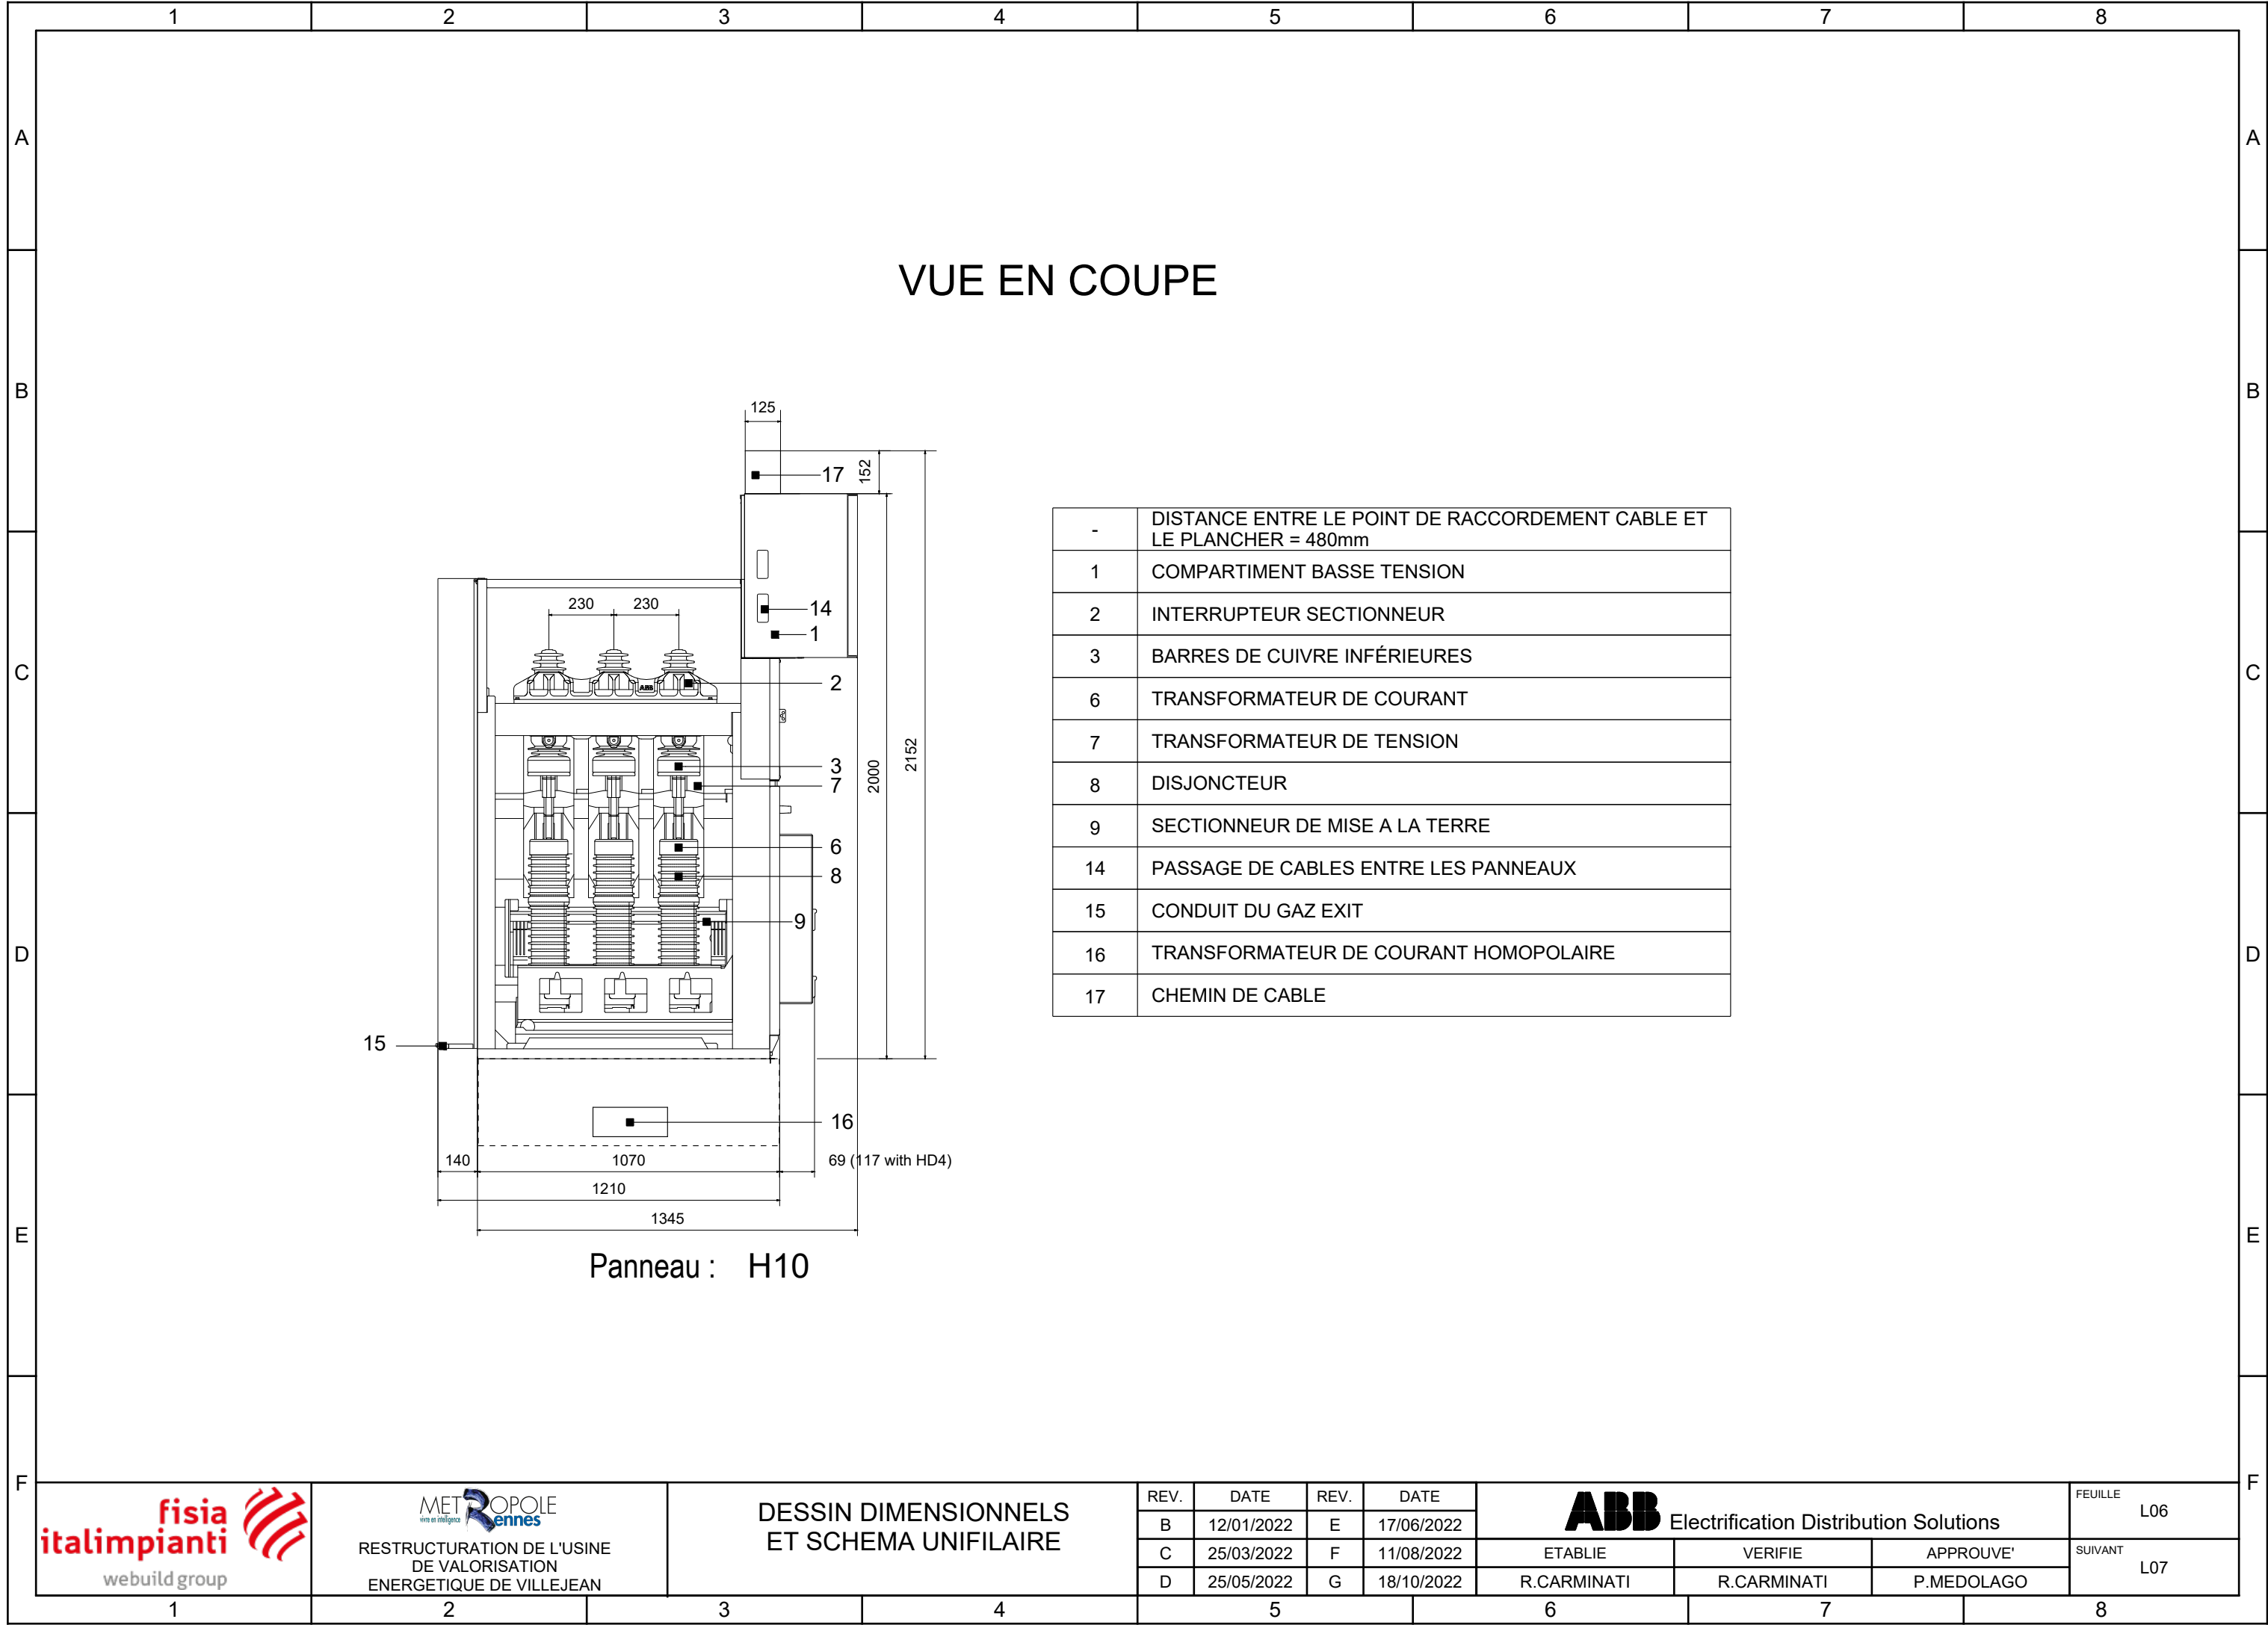 1 2 3 4 5 6 7 8
A A
B B
C C
D D
E E
F F
VUE EN COUPE
125
17
152
230 230
14
1
2
ABB
3
7
2000
2152
6
8
9
15
16
140
1070
69 (117 with HD4)
1210
1345
Panneau : H10
- DISTANCE ENTRE LE POINT DE RACCORDEMENT CABLE ET
LE PLANCHER = 480mm
1 COMPARTIMENT BASSE TENSION
2 INTERRUPTEUR SECTIONNEUR
3 BARRES DE CUIVRE INFÉRIEURES
6 TRANSFORMATEUR DE COURANT
7 TRANSFORMATEUR DE TENSION
8 DISJONCTEUR
9 SECTIONNEUR DE MISE A LA TERRE
14 PASSAGE DE CABLES ENTRE LES PANNEAUX
15 CONDUIT DU GAZ EXIT
16 TRANSFORMATEUR DE COURANT HOMOPOLAIRE
17 CHEMIN DE CABLE
fisia
italimpianti
webuild group
METROPOLE
vivre en intelligence
Rennes
RESTRUCTURATION DE L'USINE
DE VALORISATION
ENERGETIQUE DE VILLEJEAN
DESSIN DIMENSIONNELS
ET SCHEMA UNIFILAIRE
REV. DATE REV. DATE
B 12/01/2022 E 17/06/2022
C 25/03/2022 F 11/08/2022
D 25/05/2022 G 18/10/2022
ABB Electrification Distribution Solutions
ETABLIE VERIFIE APPROUVE'
R.CARMINATI R.CARMINATI P.MEDOLAGO
FEUILLE
L06
SUIVANT
L07
1 2 3 4 5 6 7 8